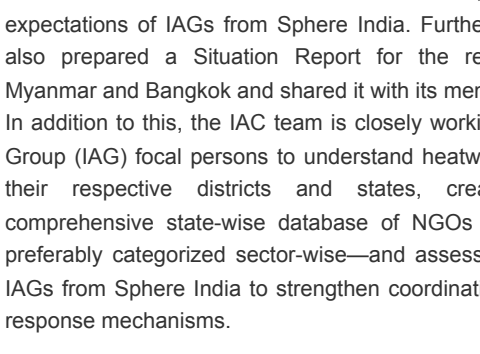 expectations of IAGs from Sphere India. Furthe
also prepared a Situation Report for the re
Myanmar and Bangkok and shared it with its mer
In addition to this, the IAC team is closely worki
Group (IAG) focal persons to understand heatw
their respective districts and states, crea
comprehensive state-wise database of NGOs
preferably categorized sector-wise—and assess
IAGs from Sphere India to strengthen coordinati
response mechanisms.